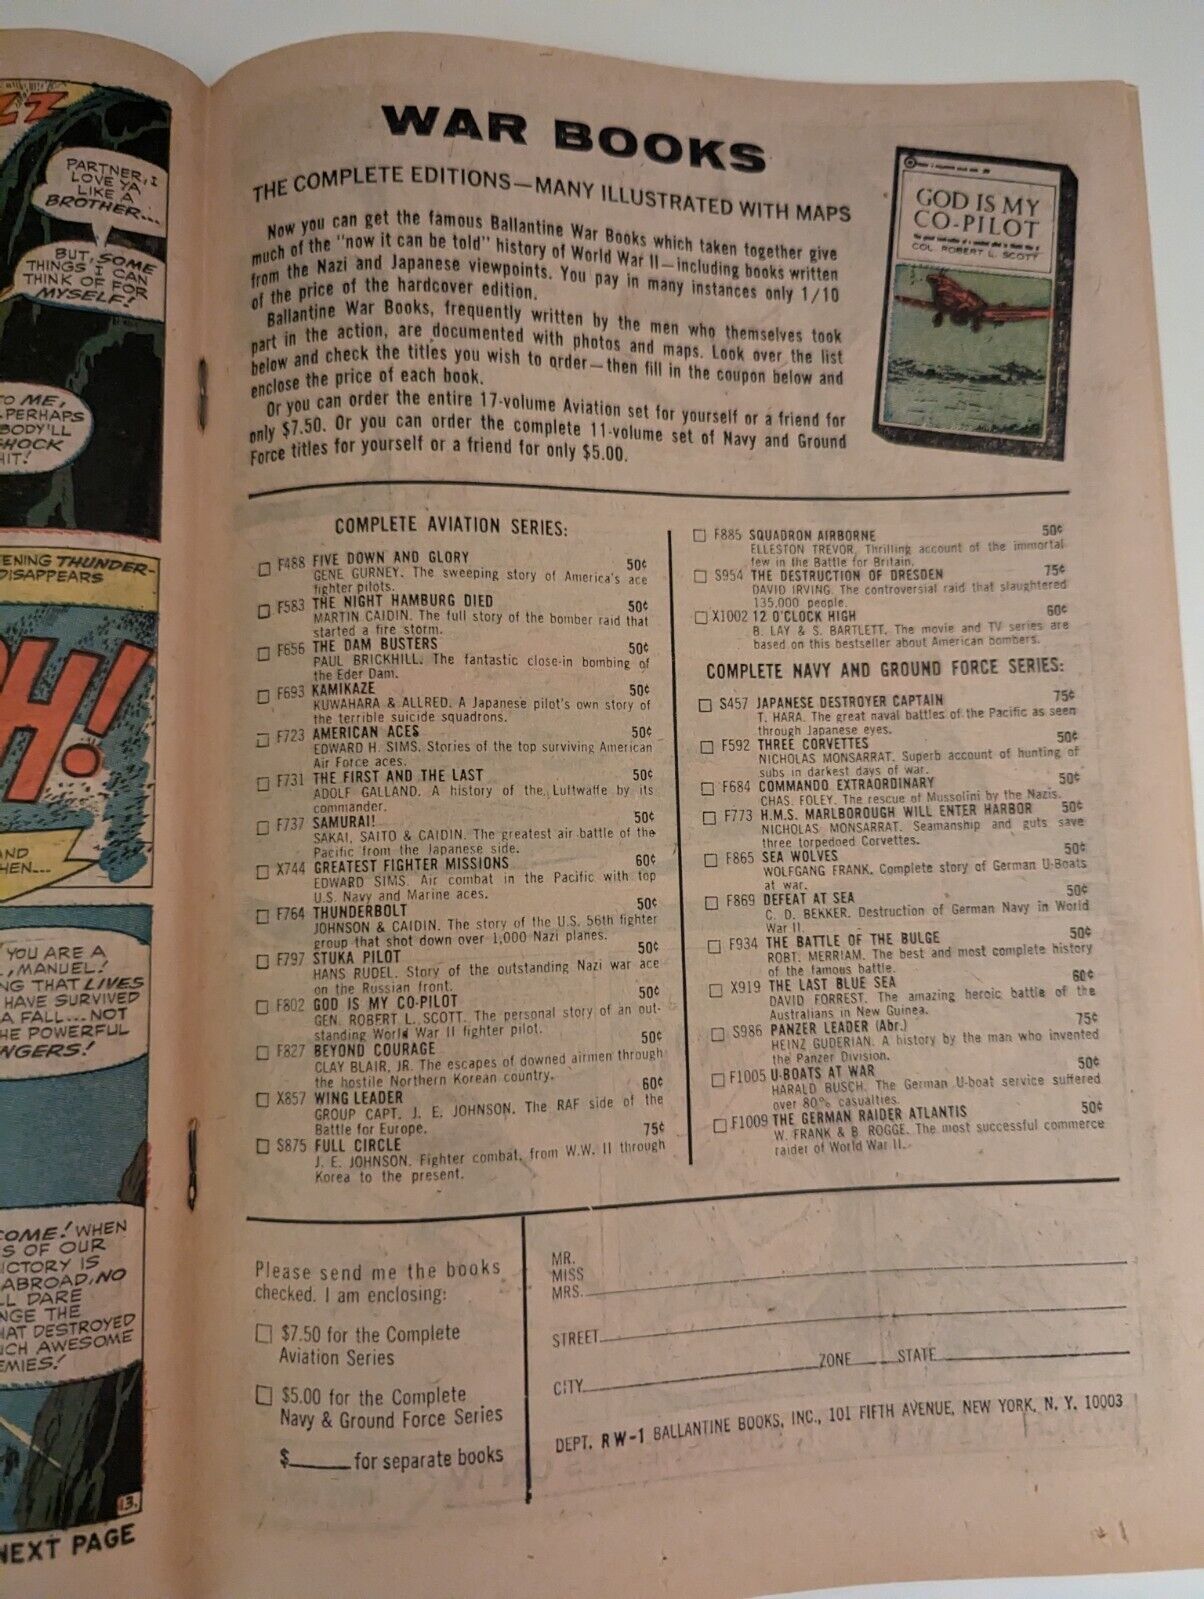 ZZ
PARTNER, I
LOVE YA
LIKE A
BROTHER...
BUT, SOME
THINGS I CAN
THINK OF FOR
MYSELF!
TO ME,
PERHAPS
BODY'LL
SHOCK
HIT!
ENING THUNDER-
DISAPPEARS
H!
AND
HEN...
YOU ARE A
, MANUEL!
NG THAT LIVES
HAVE SURVIVED
A FALL... NOT
HE POWERFUL
NGERS!
COME! WHEN
S OF OUR
ICTORY IS
ABROAD, NO
L DARE
NGE THE
HAT DESTROYED
CH AWESOME
EMIES!
13.
NEXT PAGE
WAR BOOKS
THE COMPLETE EDITIONS—MANY ILLUSTRATED WITH MAPS
Now you can get the famous Ballantine War Books which taken together give
much of the "now it can be told" history of World War II—including books written
from the Nazi and Japanese viewpoints. You pay in many instances only 1/10
of the price of the hardcover edition.
Ballantine War Books, frequently written by the men who themselves took
part in the action, are documented with photos and maps. Look over the list
below and check the titles you wish to order—then fill in the coupon below and
enclose the price of each book.
Or you can order the entire 17-volume Aviation set for yourself or a friend for
only $7.50. Or you can order the complete 11-volume set of Navy and Ground
Force titles for yourself or a friend for only $5.00.
GOD IS MY
CO-PILOT
COL. ROBERT L. SCOTT
COMPLETE AVIATION SERIES:
F488 FIVE DOWN AND GLORY 50¢
GENE GURNEY. The sweeping story of America's ace
fighter pilots.
F583 THE NIGHT HAMBURG DIED 50¢
MARTIN CAIDIN. The full story of the bomber raid that
started a fire storm.
F656 THE DAM BUSTERS 50¢
PAUL BRICKHILL. The fantastic close-in bombing of
the Eder Dam.
F693 KAMIKAZE 50¢
KUWAHARA & ALLRED. A Japanese pilot's own story of
the terrible suicide squadrons.
F723 AMERICAN ACES 50¢
EDWARD H. SIMS. Stories of the top surviving American
Air Force aces.
F731 THE FIRST AND THE LAST 50¢
ADOLF GALLAND. A history of the Luftwaffe by its
commander.
F737 SAMURAI! 50¢
SAKAI, SAITO & CAIDIN. The greatest air battle of the
Pacific from the Japanese side.
X744 GREATEST FIGHTER MISSIONS 60¢
EDWARD SIMS. Air combat in the Pacific with top
U.S. Navy and Marine aces.
F764 THUNDERBOLT 50¢
JOHNSON & CAIDIN. The story of the U.S. 56th fighter
group that shot down over 1,000 Nazi planes.
F797 STUKA PILOT 50¢
HANS RUDEL. Story of the outstanding Nazi war ace
on the Russian front.
F802 GOD IS MY CO-PILOT 50¢
GEN. ROBERT L. SCOTT. The personal story of an out-
standing World War II fighter pilot.
F827 BEYOND COURAGE 50¢
CLAY BLAIR, JR. The escapes of downed airmen through
the hostile Northern Korean country.
X857 WING LEADER 60¢
GROUP CAPT. J. E. JOHNSON. The RAF side of the
Battle for Europe.
S875 FULL CIRCLE 75¢
J. E. JOHNSON. Fighter combat, from W.W. II through
Korea to the present.
F885 SQUADRON AIRBORNE 50¢
ELLESTON TREVOR. Thrilling account of the immortal
few in the Battle for Britain.
S954 THE DESTRUCTION OF DRESDEN 75¢
DAVID IRVING. The controversial raid that slaughtered
135,000 people.
X1002 12 O'CLOCK HIGH 60¢
B. LAY & S. BARTLETT. The movie and TV series are
based on this bestseller about American bombers.
COMPLETE NAVY AND GROUND FORCE SERIES:
S457 JAPANESE DESTROYER CAPTAIN 75¢
T. HARA. The great naval battles of the Pacific as seen
through Japanese eyes.
F592 THREE CORVETTES 50¢
NICHOLAS MONSARRAT. Superb account of hunting of
subs in darkest days of war.
F684 COMMANDO EXTRAORDINARY 50¢
CHAS. FOLEY. The rescue of Mussolini by the Nazis.
F773 H.M.S. MARLBOROUGH WILL ENTER HARBOR 50¢
NICHOLAS MONSARRAT. Seamanship and guts save
three torpedoed Corvettes.
F865 SEA WOLVES 50¢
WOLFGANG FRANK. Complete story of German U-Boats
at war.
F869 DEFEAT AT SEA 50¢
C. D. BEKKER. Destruction of German Navy in World
War II.
F934 THE BATTLE OF THE BULGE 50¢
ROBT. MERRIAM. The best and most complete history
of the famous battle.
X919 THE LAST BLUE SEA 60¢
DAVID FORREST. The amazing heroic battle of the
Australians in New Guinea.
S986 PANZER LEADER (Abr.) 75¢
HEINZ GUDERIAN. A history by the man who invented
the Panzer Division.
F1005 U-BOATS AT WAR 50¢
HARALD BUSCH. The German U-boat service suffered
over 80% casualties.
F1009 THE GERMAN RAIDER ATLANTIS 50¢
W. FRANK & B. ROGGE. The most successful commerce
raider of World War II.
Please send me the books
checked. I am enclosing:
$7.50 for the Complete
Aviation Series
$5.00 for the Complete
Navy & Ground Force Series
$______ for separate books
MR.
MISS
MRS.
STREET
CITY ZONE STATE
DEPT. RW-1 BALLANTINE BOOKS, INC., 101 FIFTH AVENUE, NEW YORK, N. Y. 10003